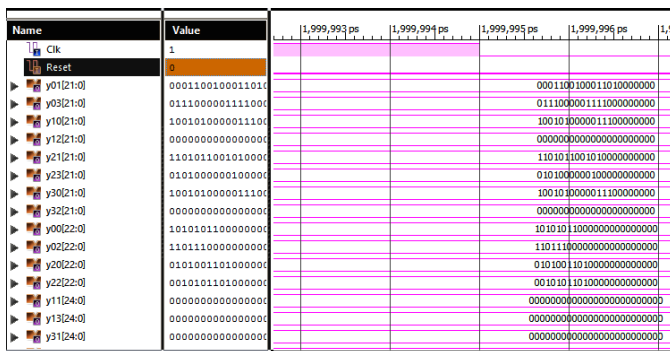 Name Value 1,999,993 ps 1,999,994 ps 1,999,995 ps 1,999,996 ps
Clk 1
Reset 0
y01[21:0] 0001100100011010 0001100100011010000000
y03[21:0] 0111000001111000 0111000001111000000000
y10[21:0] 1001010000011100 1001010000011100000000
y12[21:0] 0000000000000000 0000000000000000000000
y21[21:0] 1101011001010000 1101011001010000000000
y23[21:0] 0101000000100000 0101000000100000000000
y30[21:0] 1001010000011100 1001010000011100000000
y32[21:0] 0000000000000000 0000000000000000000000
y00[22:0] 1010101100000000 10101011000000000000000
y02[22:0] 1101110000000000 11011100000000000000000
y20[22:0] 0101001101000000 01010011010000000000000
y22[22:0] 0010101101000000 00101011010000000000000
y11[24:0] 0000000000000000 0000000000000000000000000
y13[24:0] 0000000000000000 0000000000000000000000000
y31[24:0] 0000000000000000 0000000000000000000000000